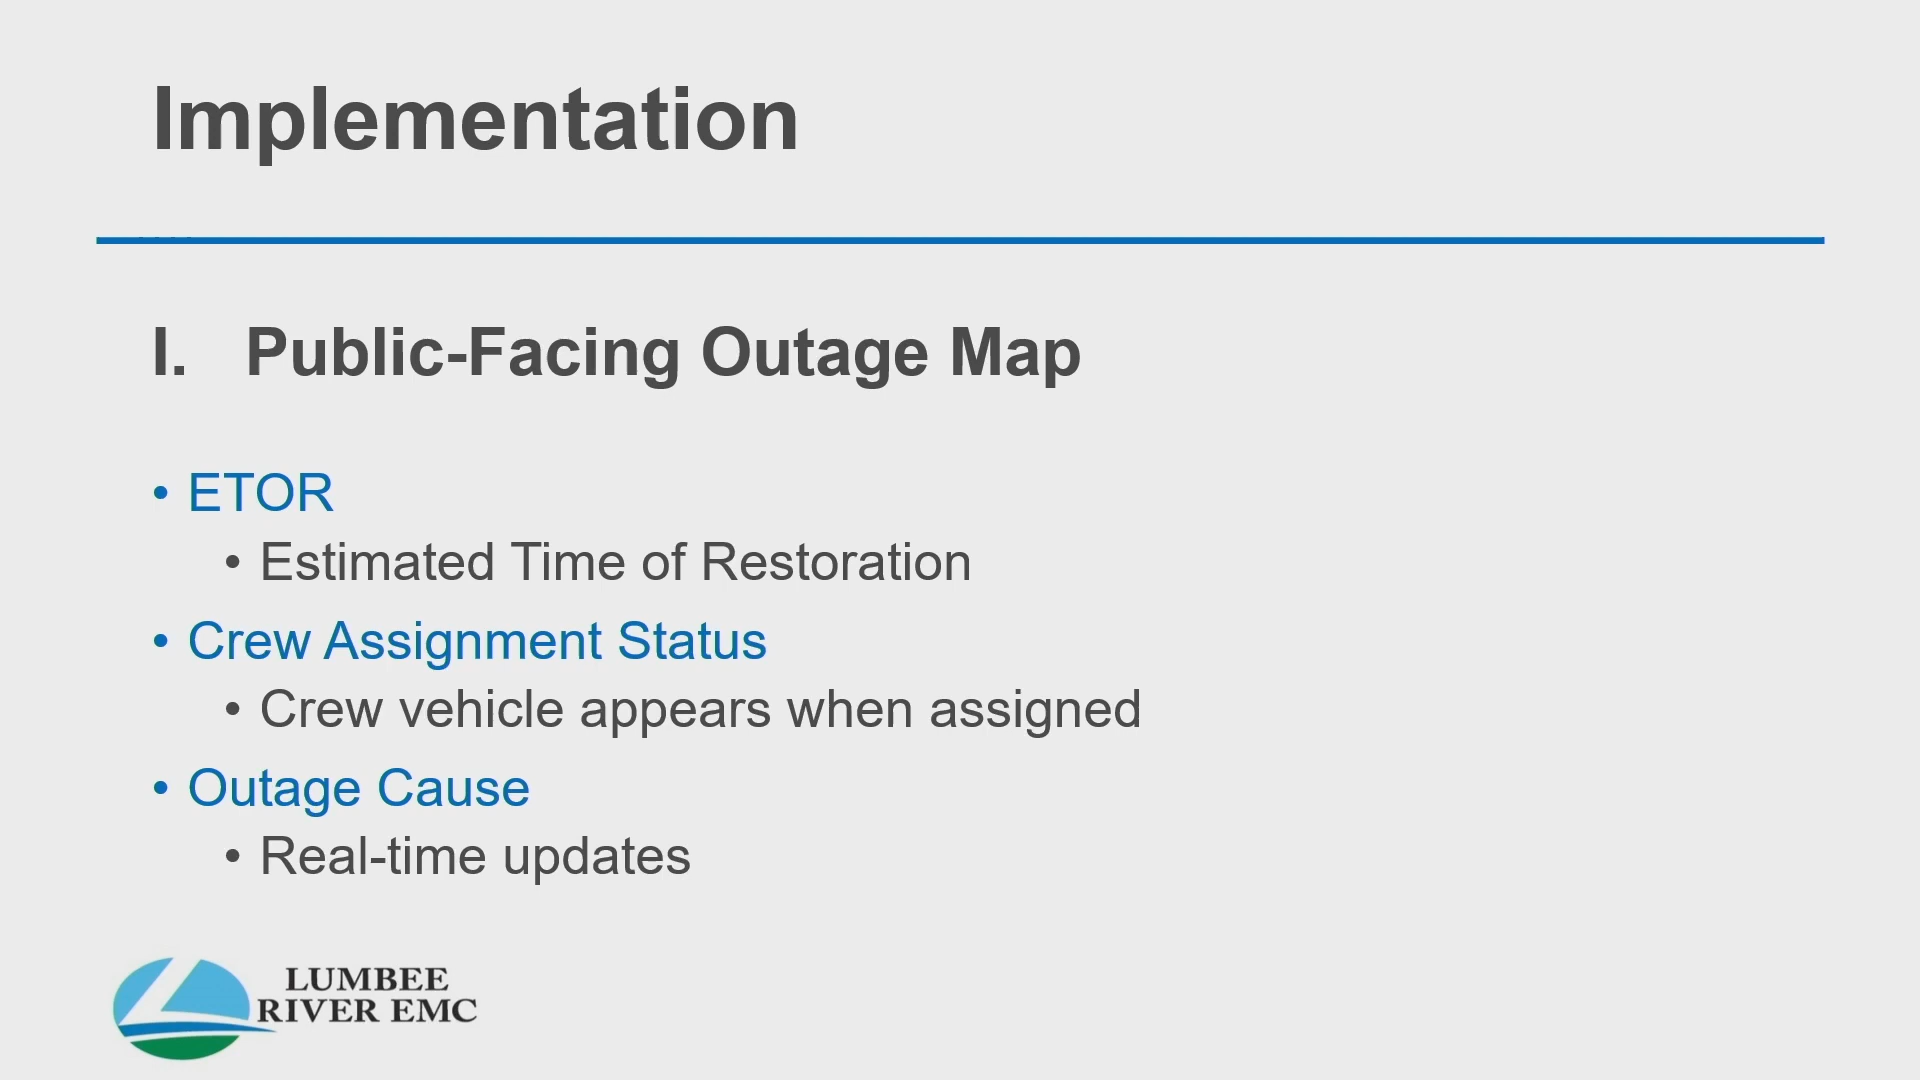 Implementation
I. Public-Facing Outage Map
• ETOR
• Estimated Time of Restoration
• Crew Assignment Status
• Crew vehicle appears when assigned
• Outage Cause
• Real-time updates
LUMBEE
RIVER EMC